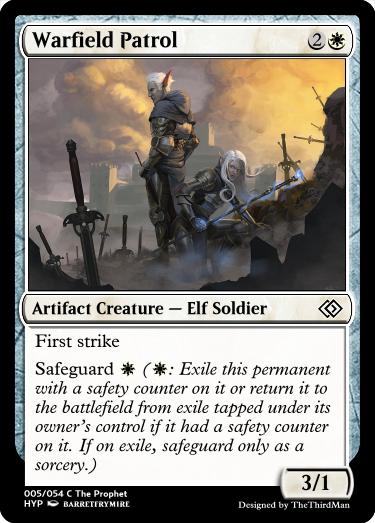 Warfield Patrol 2
Artifact Creature — Elf Soldier
First strike
Safeguard (: Exile this permanent
with a safety counter on it or return it to
the battlefield from exile tapped under its
owner's control if it had a safety counter
on it. If on exile, safeguard only as a
sorcery.)
3/1
005/054 C The Prophet
HYP BARRETFRYMIRE
Designed by TheThirdMan